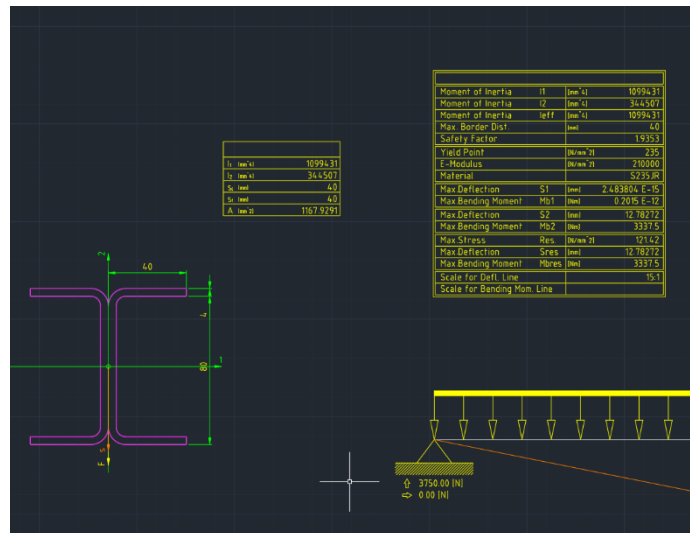 Moment of Inertia I1 [mm^4] 1099431
Moment of Inertia I2 [mm^4] 344507
Moment of Inertia Ieff [mm^4] 1099431
Max. Border Dist. [mm] 40
Safety Factor 1.9353
Yield Point [N/mm^2] 235
E-Modulus [N/mm^2] 210000
Material S235JR
Max.Deflection S1 [mm] 2.483804 E-15
Max.Bending Moment Mb1 [Nm] 0.2015 E-12
Max.Deflection S2 [mm] 12.78272
Max.Bending Moment Mb2 [Nm] 3337.5
Max.Stress Res. [N/mm^2] 121.42
Max.Deflection Sres [mm] 12.78272
Max.Bending Moment Mbres [Nm] 3337.5
Scale for Defl. Line 15:1
Scale for Bending Mom. Line
I₁ [mm^4] 1099431
I₂ [mm^4] 344507
[mm] 40
[mm] 40
A [mm^2] 1167.9291
2
40
4
1
80
s
F
3750.00 [N]
0.00 [N]